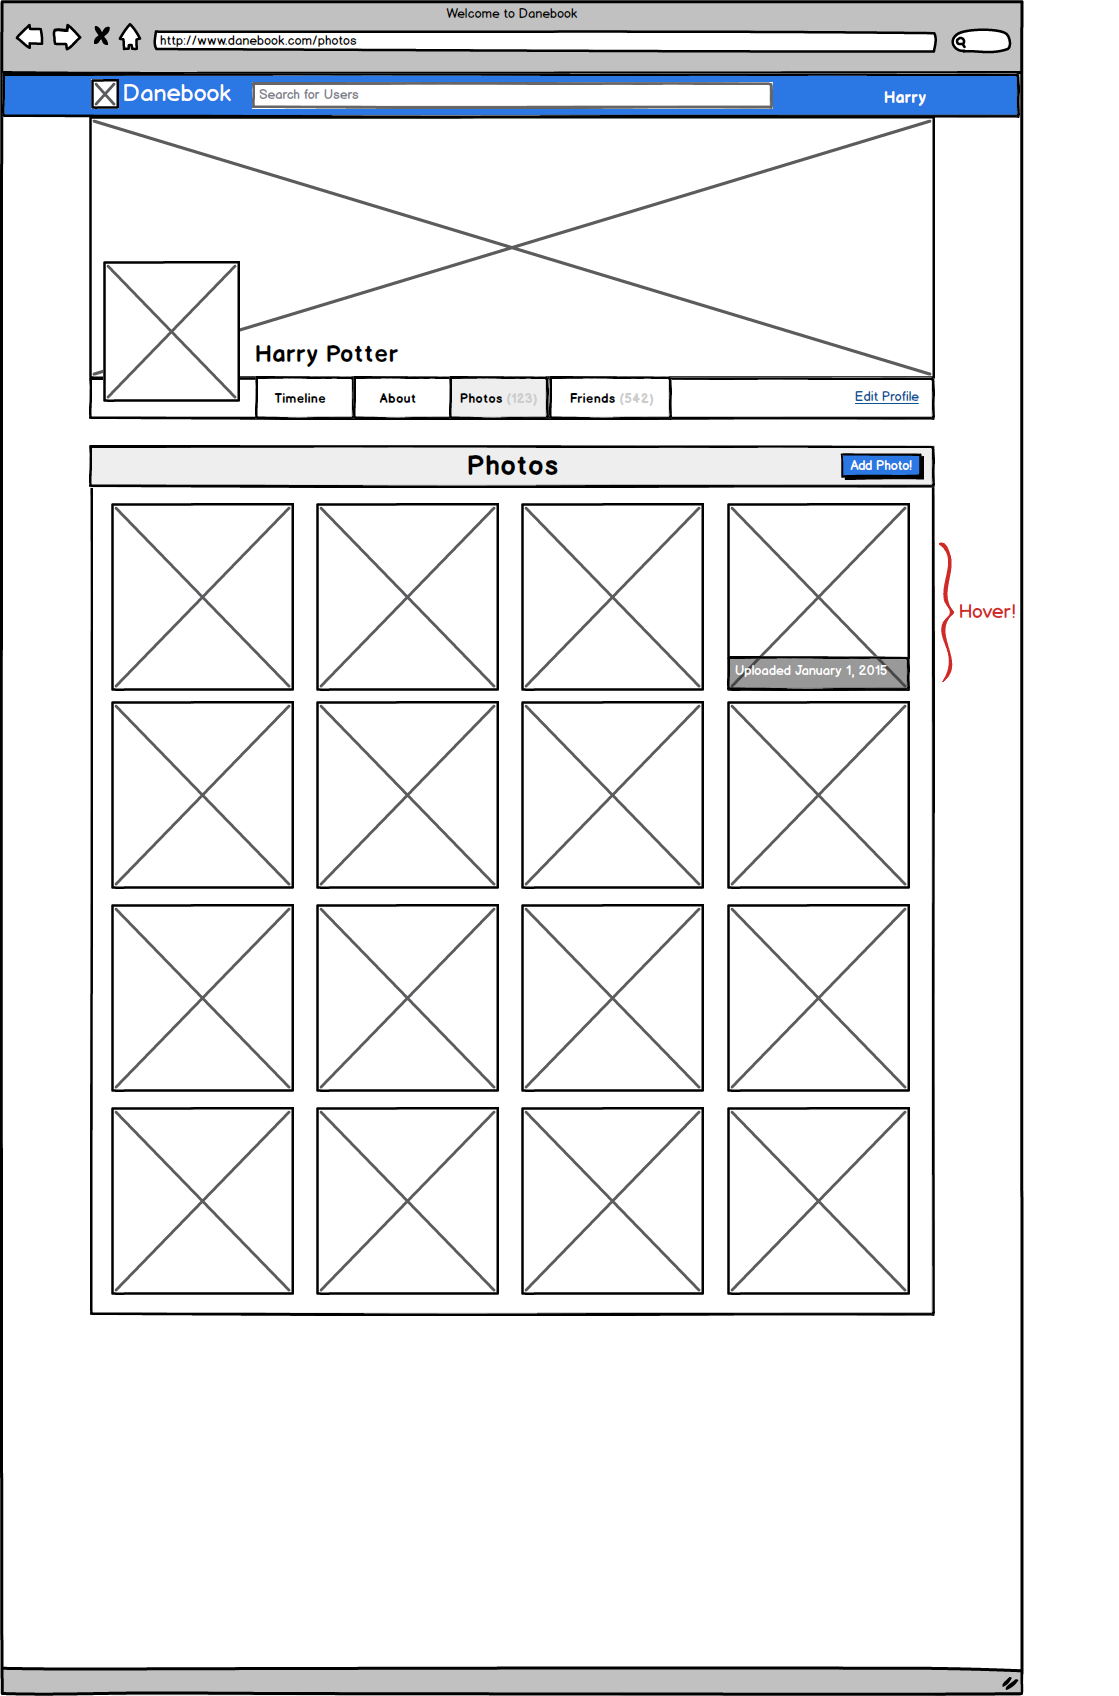 Welcome to Danebook
http://www.danebook.com/photos
Danebook
Search for Users
Harry
Harry Potter
Timeline
About
Photos (123)
Friends (542)
Edit Profile
Photos
Add Photo!
Hover!
Uploaded January 1, 2015